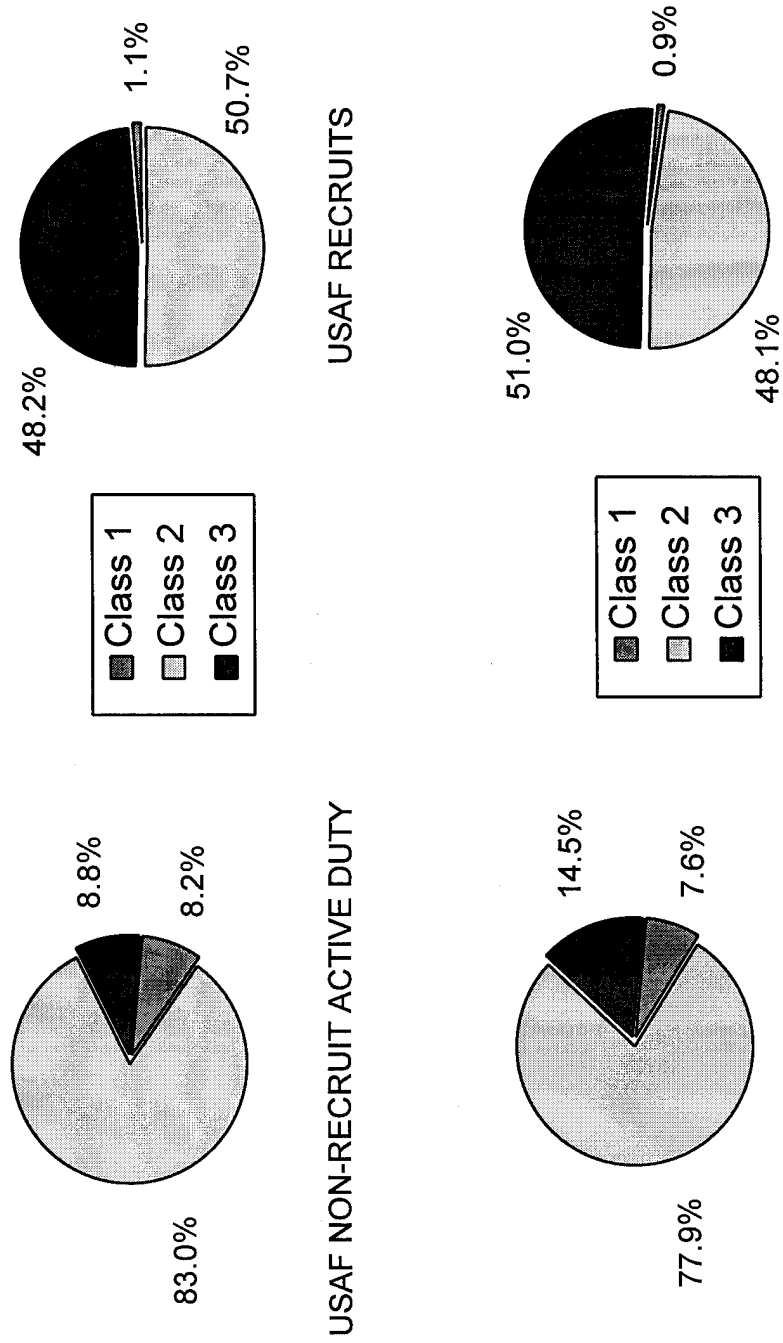 83.0%
8.8%
8.2%
Class 1
Class 2
Class 3
48.2%
1.1%
50.7%
USAF NON-RECRUIT ACTIVE DUTY
USAF RECRUITS
77.9%
14.5%
7.6%
Class 1
Class 2
Class 3
51.0%
0.9%
48.1%